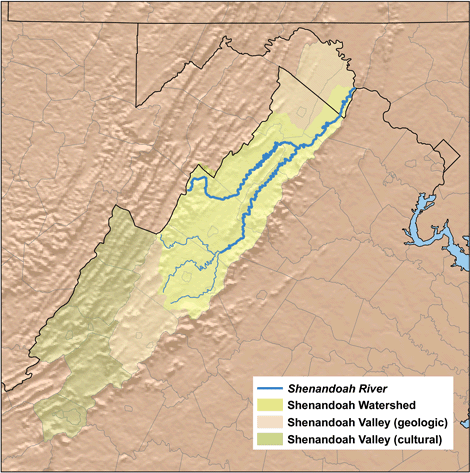 Shenandoah River
Shenandoah Watershed
Shenandoah Valley (geologic)
Shenandoah Valley (cultural)